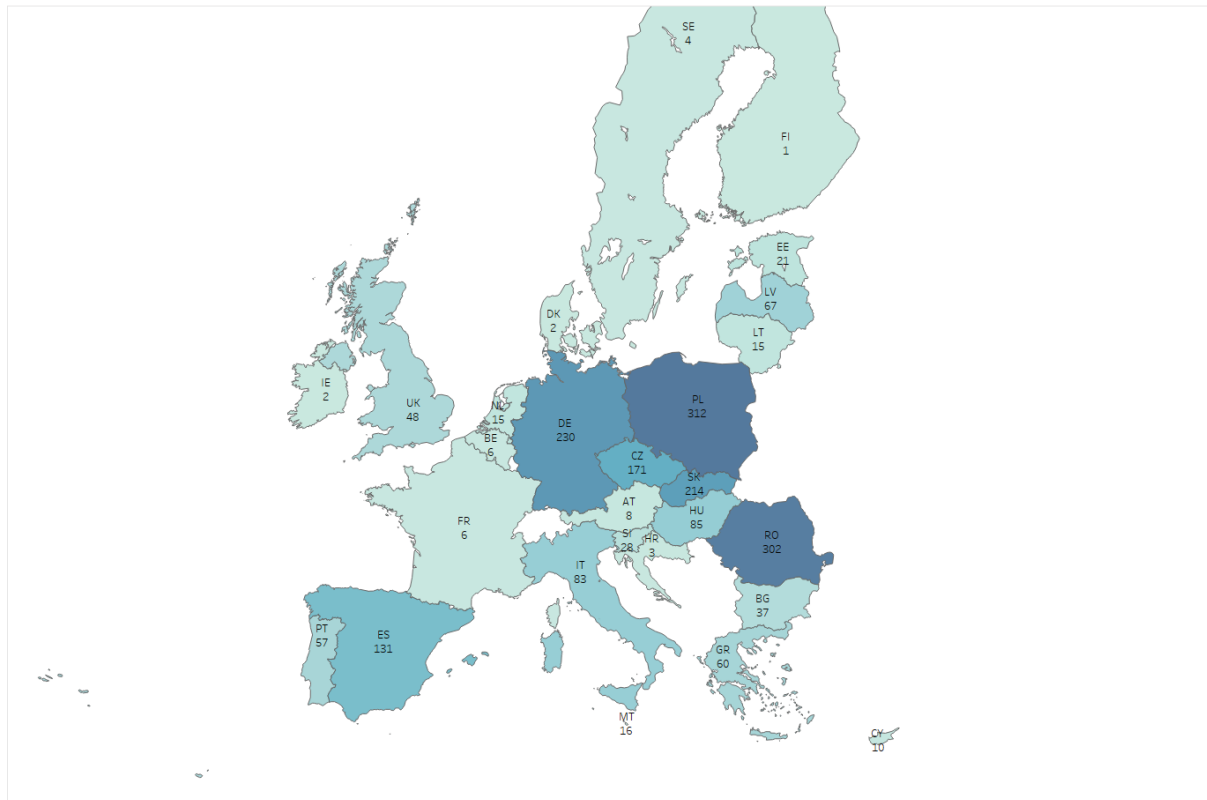 SE
4
FI
1
EE
21
LV
67
LT
15
DK
2
IE
2
UK
48
NL
15
BE
6
DE
230
PL
312
CZ
171
SK
214
AT
8
HU
85
FR
6
SI
28
HR
3
IT
83
RO
302
BG
37
PT
57
ES
131
GR
60
MT
16
CY
10